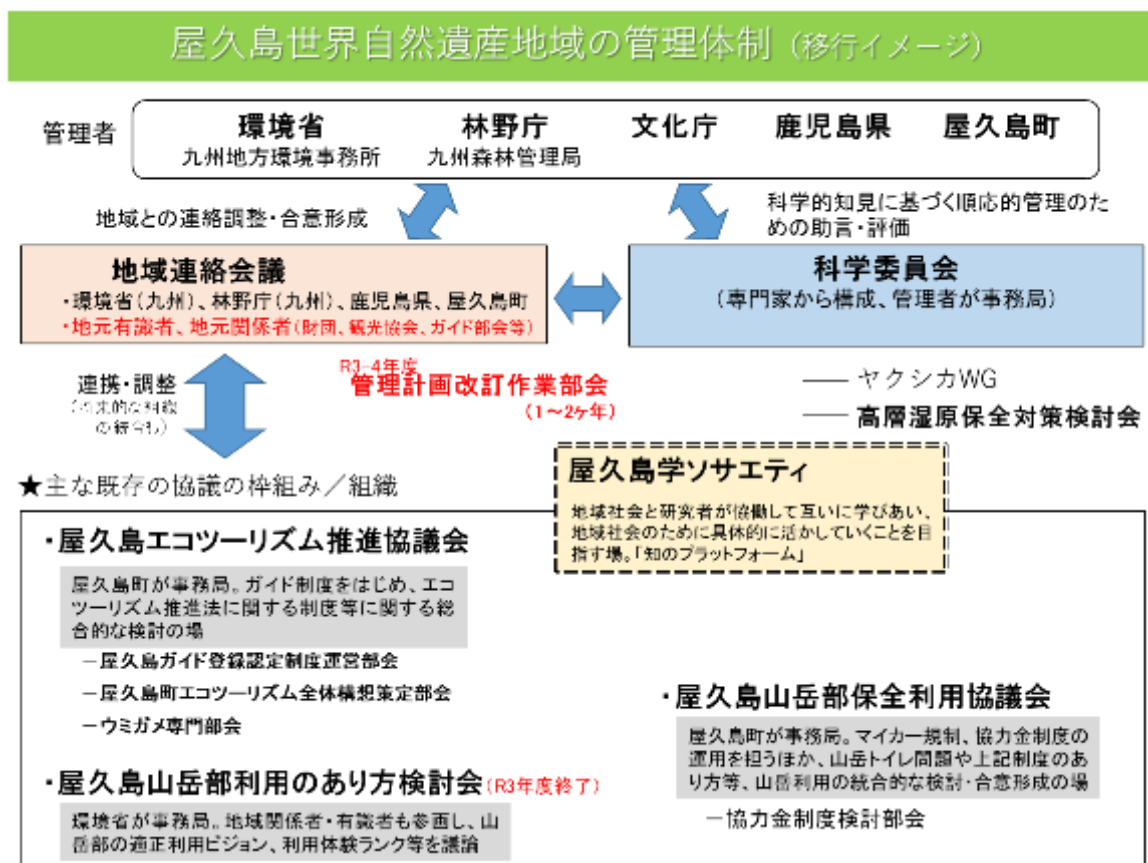 屋久島世界自然遺産地域の管理体制（移行イメージ）
管理者
環境省 林野庁 文化庁 鹿児島県 屋久島町
九州地方環境事務所 九州森林管理局
地域との連絡調整・合意形成
科学的知見に基づく順応的管理のた
めの助言・評価
地域連絡会議
・環境省（九州）、林野庁（九州）、鹿児島県、屋久島町
・地元有識者、地元関係者（財団、観光協会、ガイド部会等）
科学委員会
（専門家から構成、管理者が事務局）
R3-4年度
管理計画改訂作業部会
（1～2ヶ年）
連携・調整
（将来的な組織
の統合も）
― ヤクシカWG
― 高層湿原保全対策検討会
屋久島学ソサエティ
地域社会と研究者が協働して互いに学びあい、
地域社会のために具体的に活かしていくことを目
指す場。「知のプラットフォーム」
★主な既存の協議の枠組み／組織
・屋久島エコツーリズム推進協議会
屋久島町が事務局。ガイド制度をはじめ、エコ
ツーリズム推進法に関する制度等に関する総
合的な検討の場
－屋久島ガイド登録認定制度運営部会
－屋久島町エコツーリズム全体構想策定部会
－ウミガメ専門部会
・屋久島山岳部利用のあり方検討会（R3年度終了）
環境省が事務局。地域関係者・有識者も参画し、山
岳部の適正利用ビジョン、利用体験ランク等を議論
・屋久島山岳部保全利用協議会
屋久島町が事務局。マイカー規制、協力金制度の
運用を担うほか、山岳トイレ問題や上記制度のあ
り方等、山岳利用の統合的な検討・合意形成の場
－協力金制度検討部会